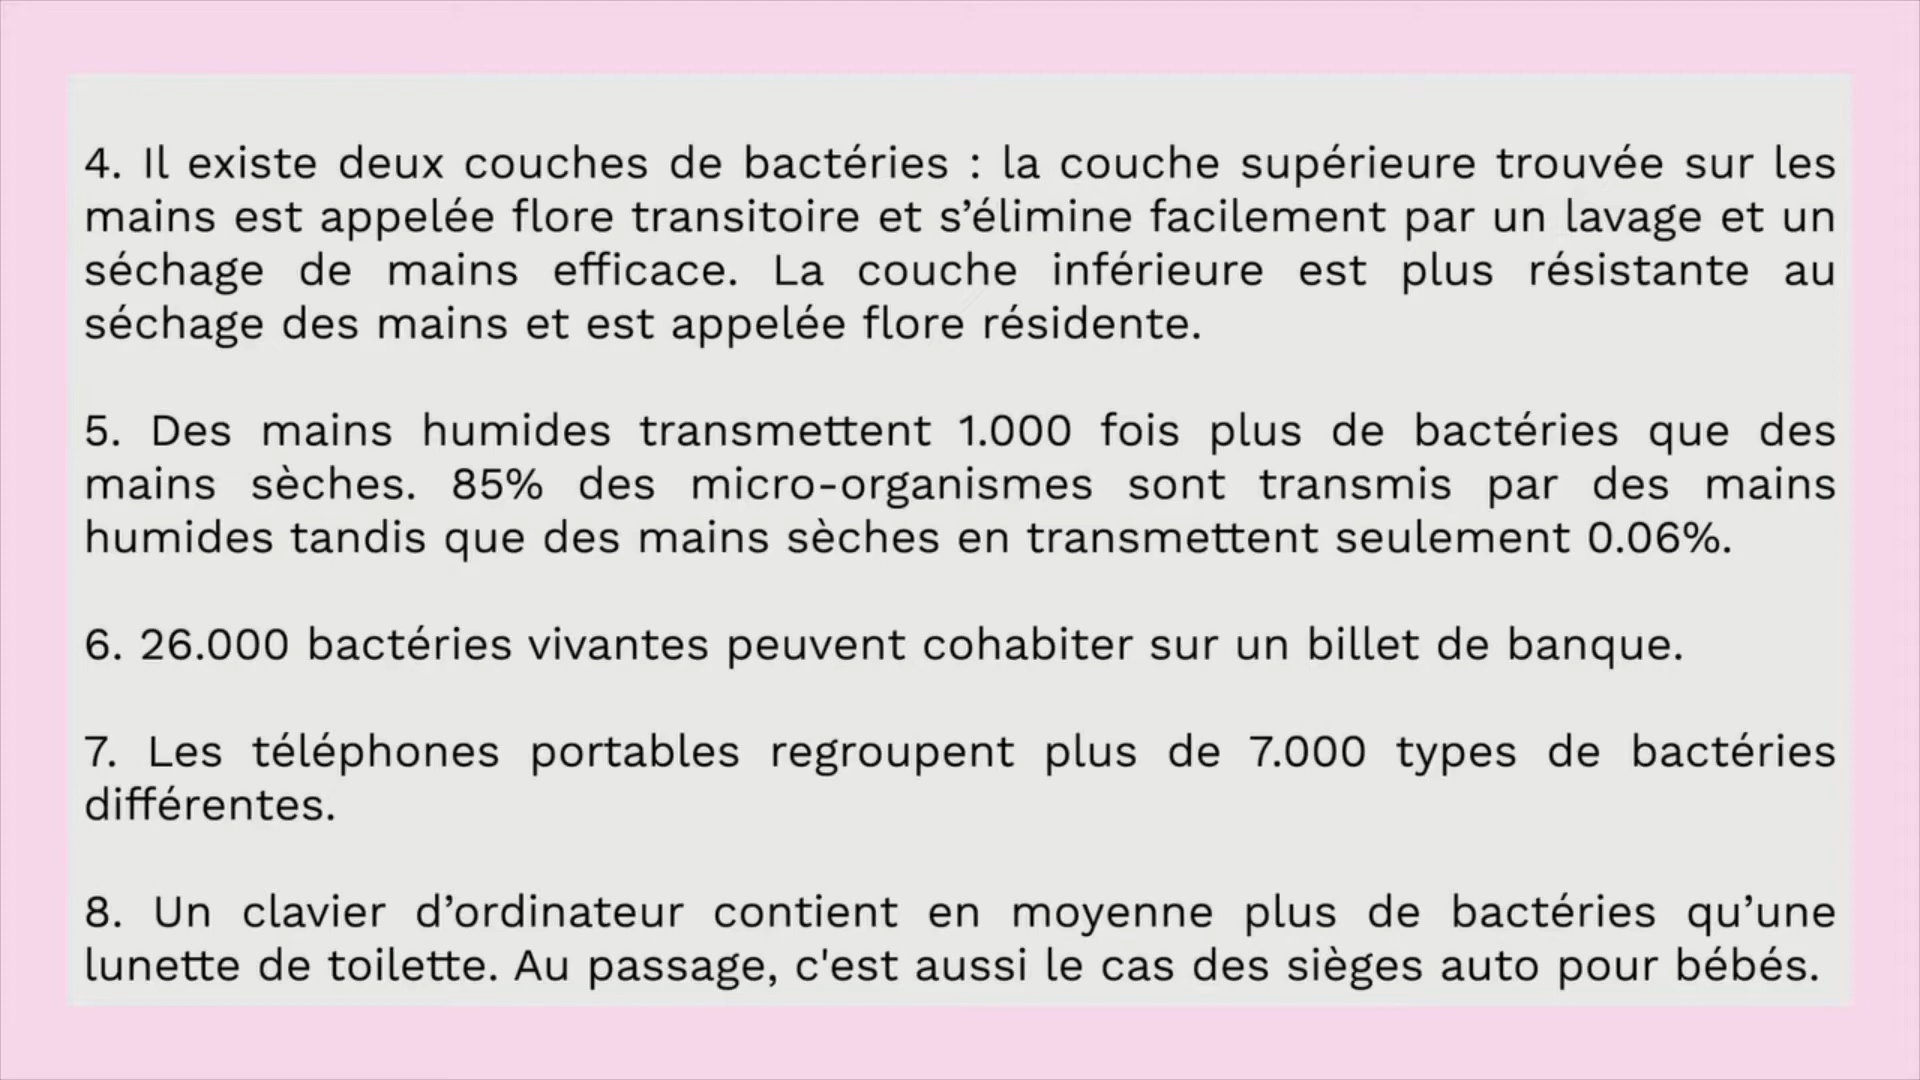 4. Il existe deux couches de bactéries : la couche supérieure trouvée sur les
mains est appelée flore transitoire et s’élimine facilement par un lavage et un
séchage de mains efficace. La couche inférieure est plus résistante au
séchage des mains et est appelée flore résidente.
5. Des mains humides transmettent 1.000 fois plus de bactéries que des
mains sèches. 85% des micro-organismes sont transmis par des mains
humides tandis que des mains sèches en transmettent seulement 0.06%.
6. 26.000 bactéries vivantes peuvent cohabiter sur un billet de banque.
7. Les téléphones portables regroupent plus de 7.000 types de bactéries
différentes.
8. Un clavier d’ordinateur contient en moyenne plus de bactéries qu’une
lunette de toilette. Au passage, c'est aussi le cas des sièges auto pour bébés.